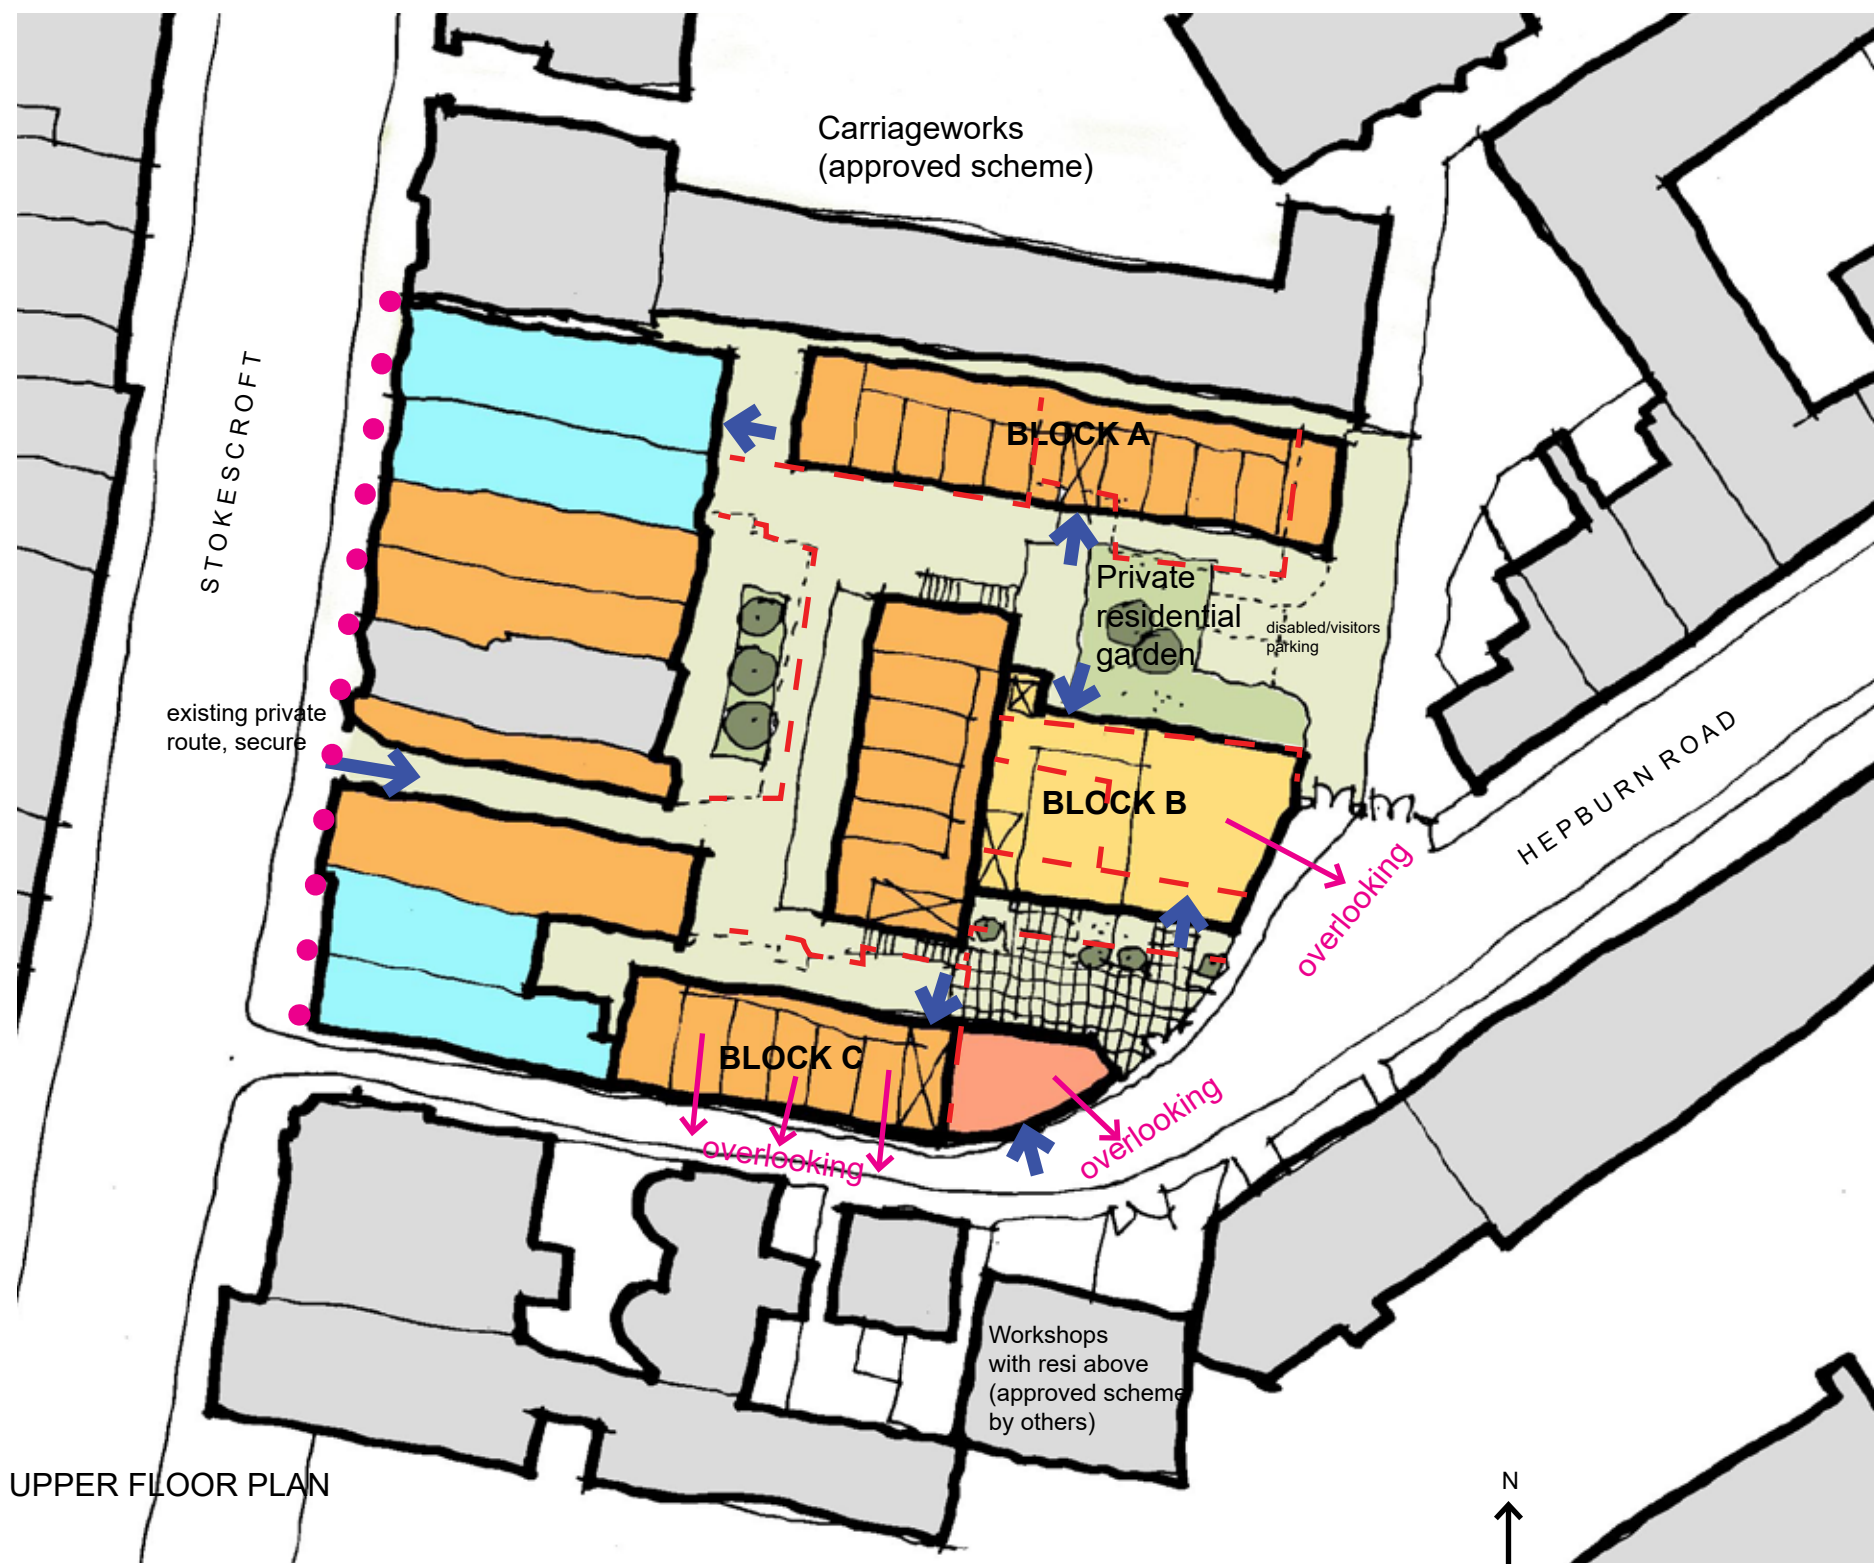 Carriageworks
(approved scheme)
STOKESCROFT
BLOCK A
Private
residential
garden
disabled/visitors
parking
existing private
route, secure
HEPBURN ROAD
BLOCK B
overlooking
BLOCK C
overlooking
overlooking
Workshops
with resi above
(approved scheme
by others)
UPPER FLOOR PLAN
N